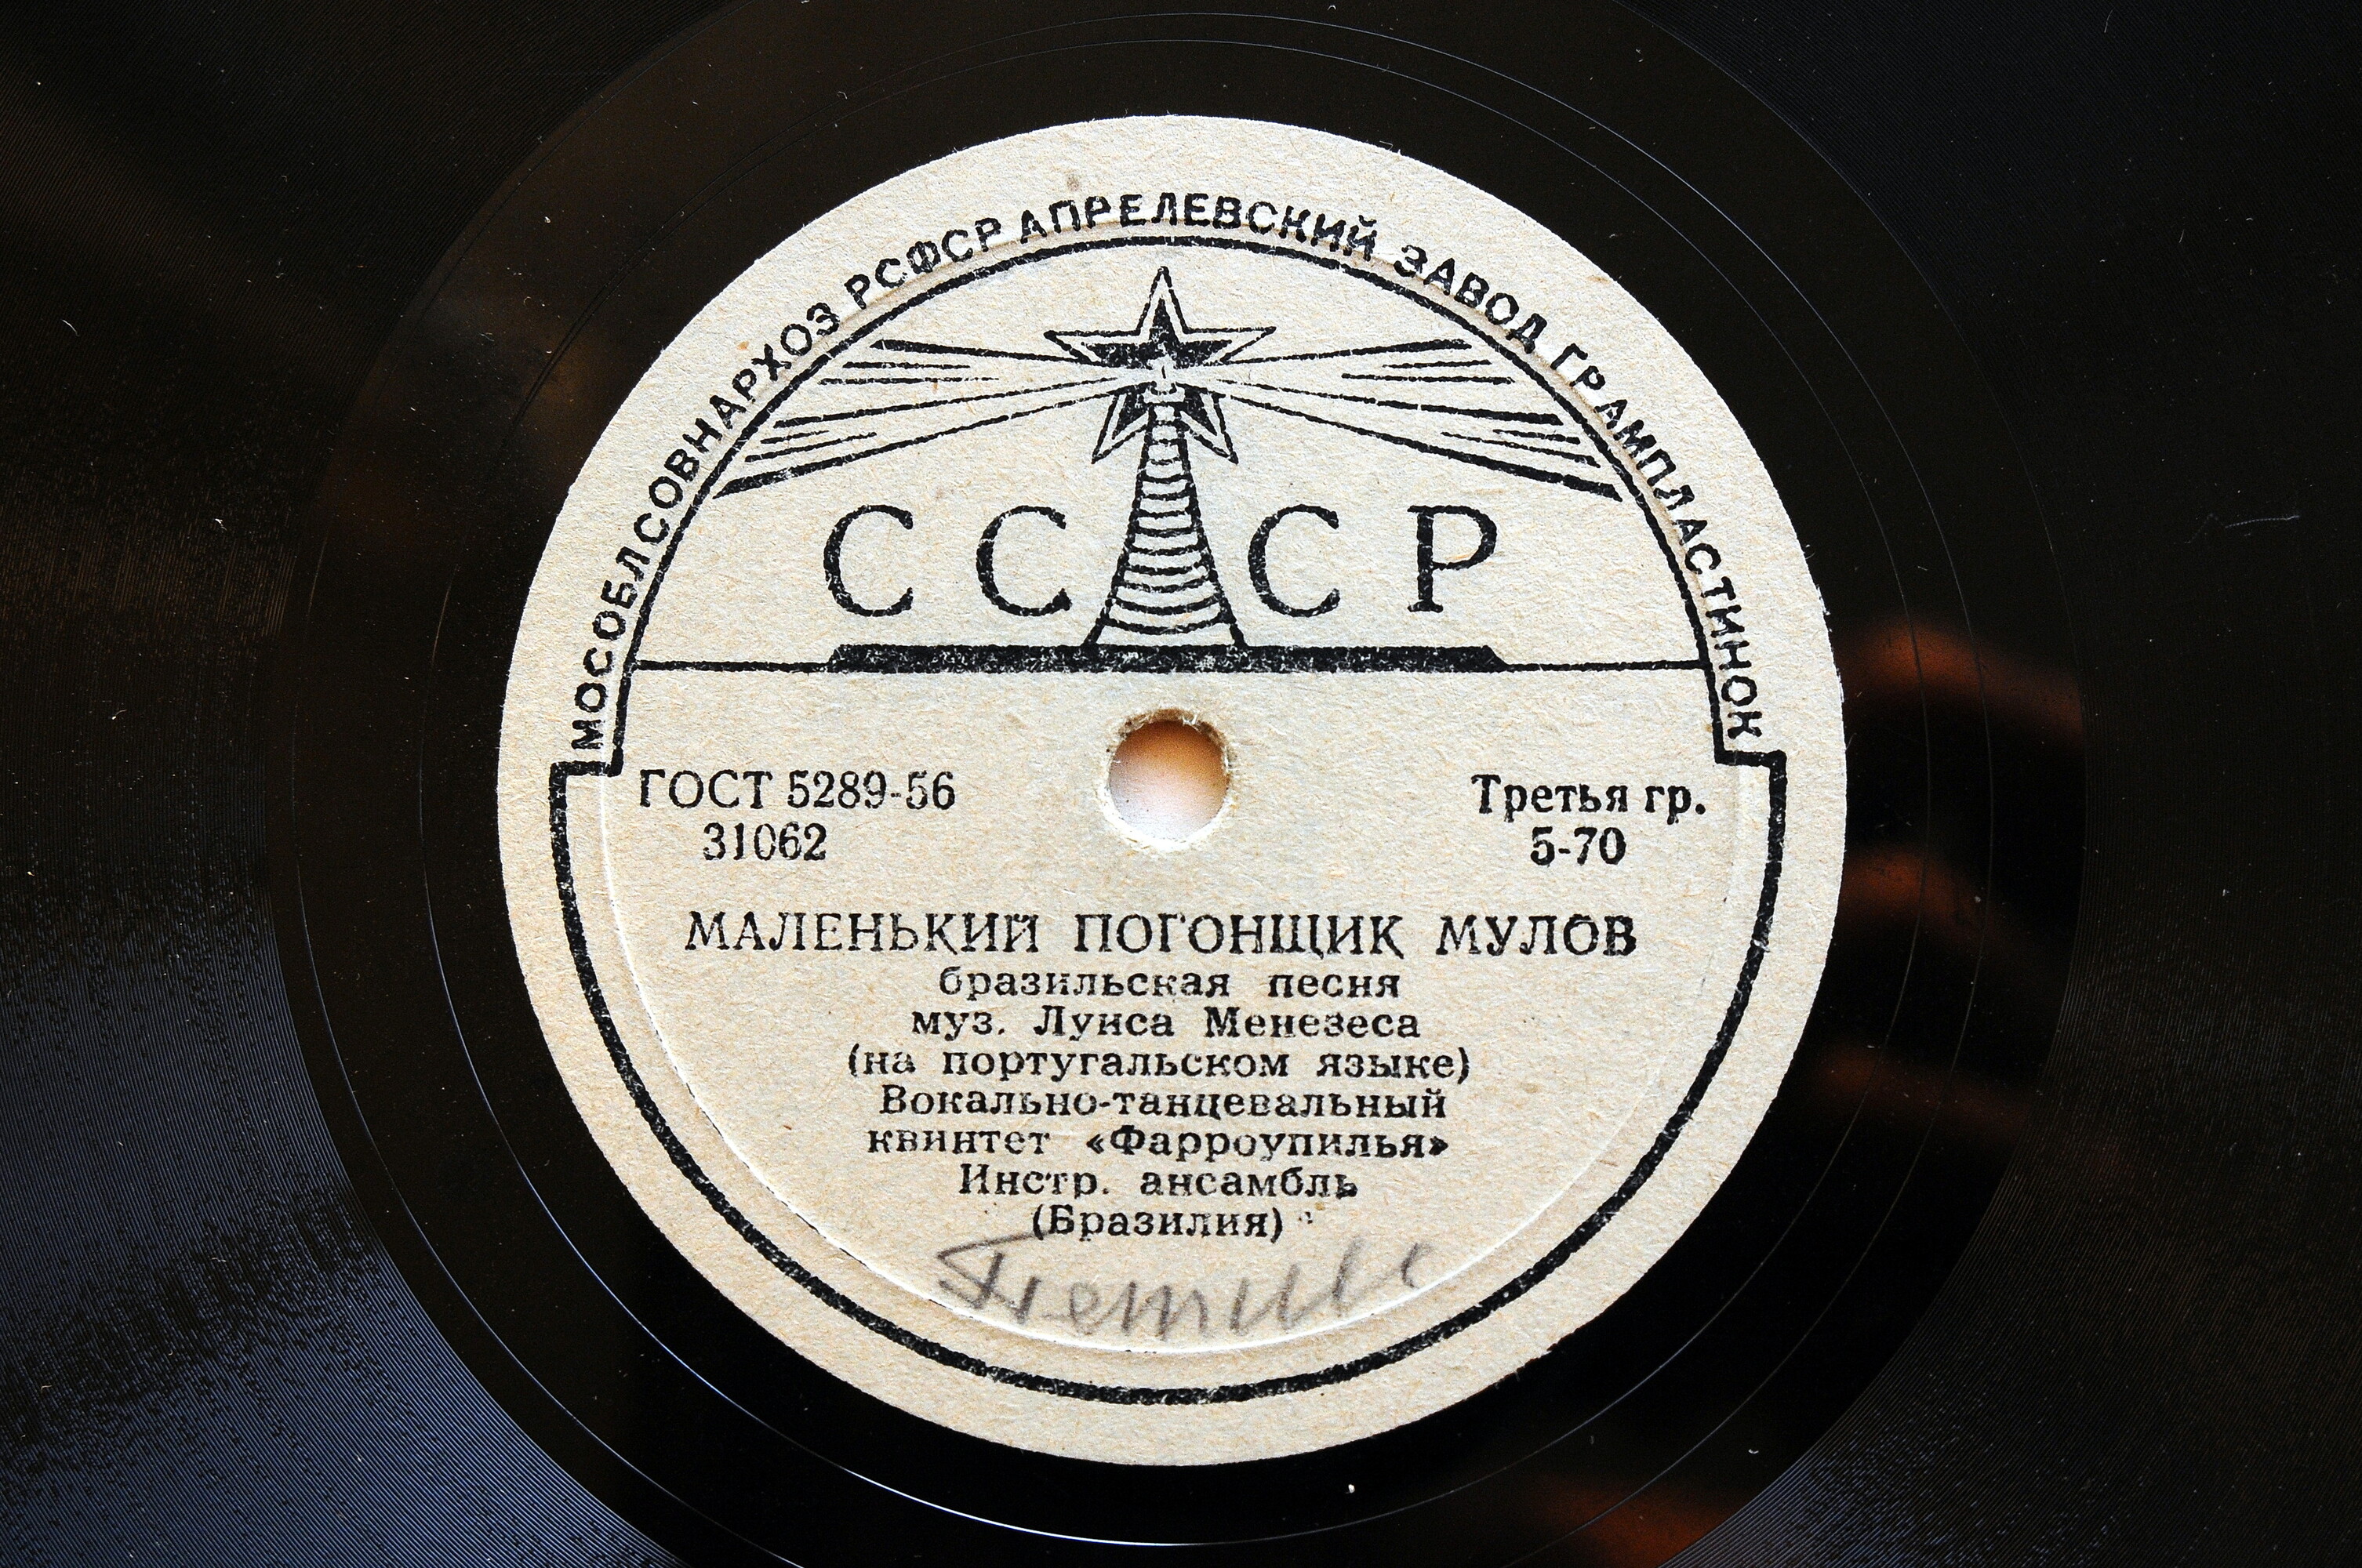 МОСОБЛСОВНАРХОЗ РСФСР АПРЕЛЕВСКИЙ ЗАВОД ГРАМПЛАСТИНОК
СССР
ГОСТ 5289-56 Третья гр.
31062 5-70
МАЛЕНЬКИЙ ПОГОНЩИК МУЛОВ
бразильская песня
муз. Луиса Менезеса
(на португальском языке)
Вокально-танцевальный
квинтет «Фарроупилья»
Инстр. ансамбль
(Бразилия)